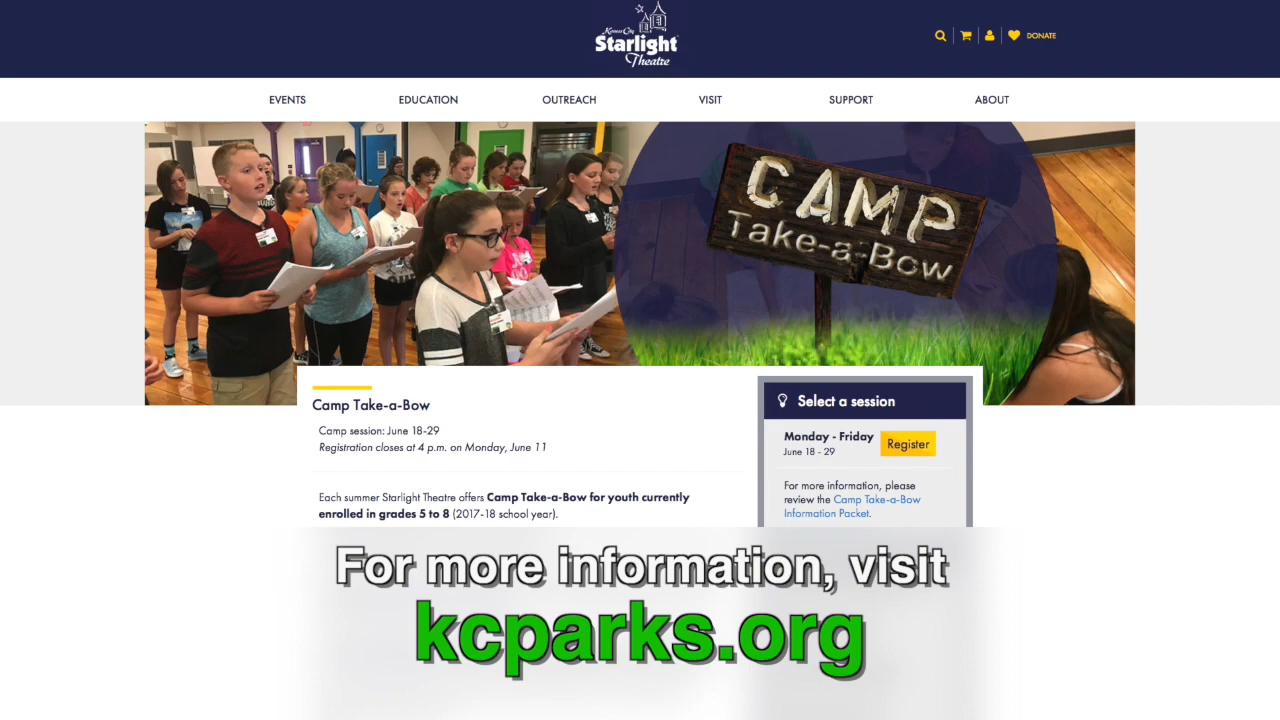 Kansas City
Starlight
Theatre
DONATE
EVENTS EDUCATION OUTREACH VISIT SUPPORT ABOUT
CAMP
Take-a-Bow
Camp Take-a-Bow
Camp session: June 18-29
Registration closes at 4 p.m. on Monday, June 11
Each summer Starlight Theatre offers Camp Take-a-Bow for youth currently
enrolled in grades 5 to 8 (2017-18 school year).
Select a session
Monday - Friday
June 18 - 29
Register
For more information, please
review the Camp Take-a-Bow
Information Packet.
For more information, visit
kcparks.org